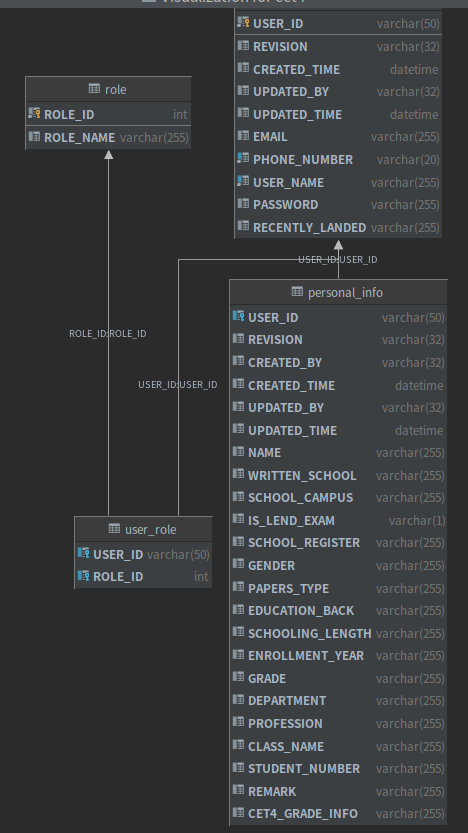 USER_ID varchar(50)
REVISION varchar(32)
CREATED_TIME datetime
UPDATED_BY varchar(32)
UPDATED_TIME datetime
EMAIL varchar(255)
PHONE_NUMBER varchar(20)
USER_NAME varchar(255)
PASSWORD varchar(255)
RECENTLY_LANDED varchar(255)
role
ROLE_ID int
ROLE_NAME varchar(255)
USER_ID:USER_ID
ROLE_ID:ROLE_ID
USER_ID:USER_ID
personal_info
USER_ID varchar(50)
REVISION varchar(32)
CREATED_BY varchar(32)
CREATED_TIME datetime
UPDATED_BY varchar(32)
UPDATED_TIME datetime
NAME varchar(255)
WRITTEN_SCHOOL varchar(255)
SCHOOL_CAMPUS varchar(255)
IS_LEND_EXAM varchar(1)
SCHOOL_REGISTER varchar(255)
GENDER varchar(255)
PAPERS_TYPE varchar(255)
EDUCATION_BACK varchar(255)
SCHOOLING_LENGTH varchar(255)
ENROLLMENT_YEAR varchar(255)
GRADE varchar(255)
DEPARTMENT varchar(255)
PROFESSION varchar(255)
CLASS_NAME varchar(255)
STUDENT_NUMBER varchar(255)
REMARK varchar(255)
CET4_GRADE_INFO varchar(255)
user_role
USER_ID varchar(50)
ROLE_ID int